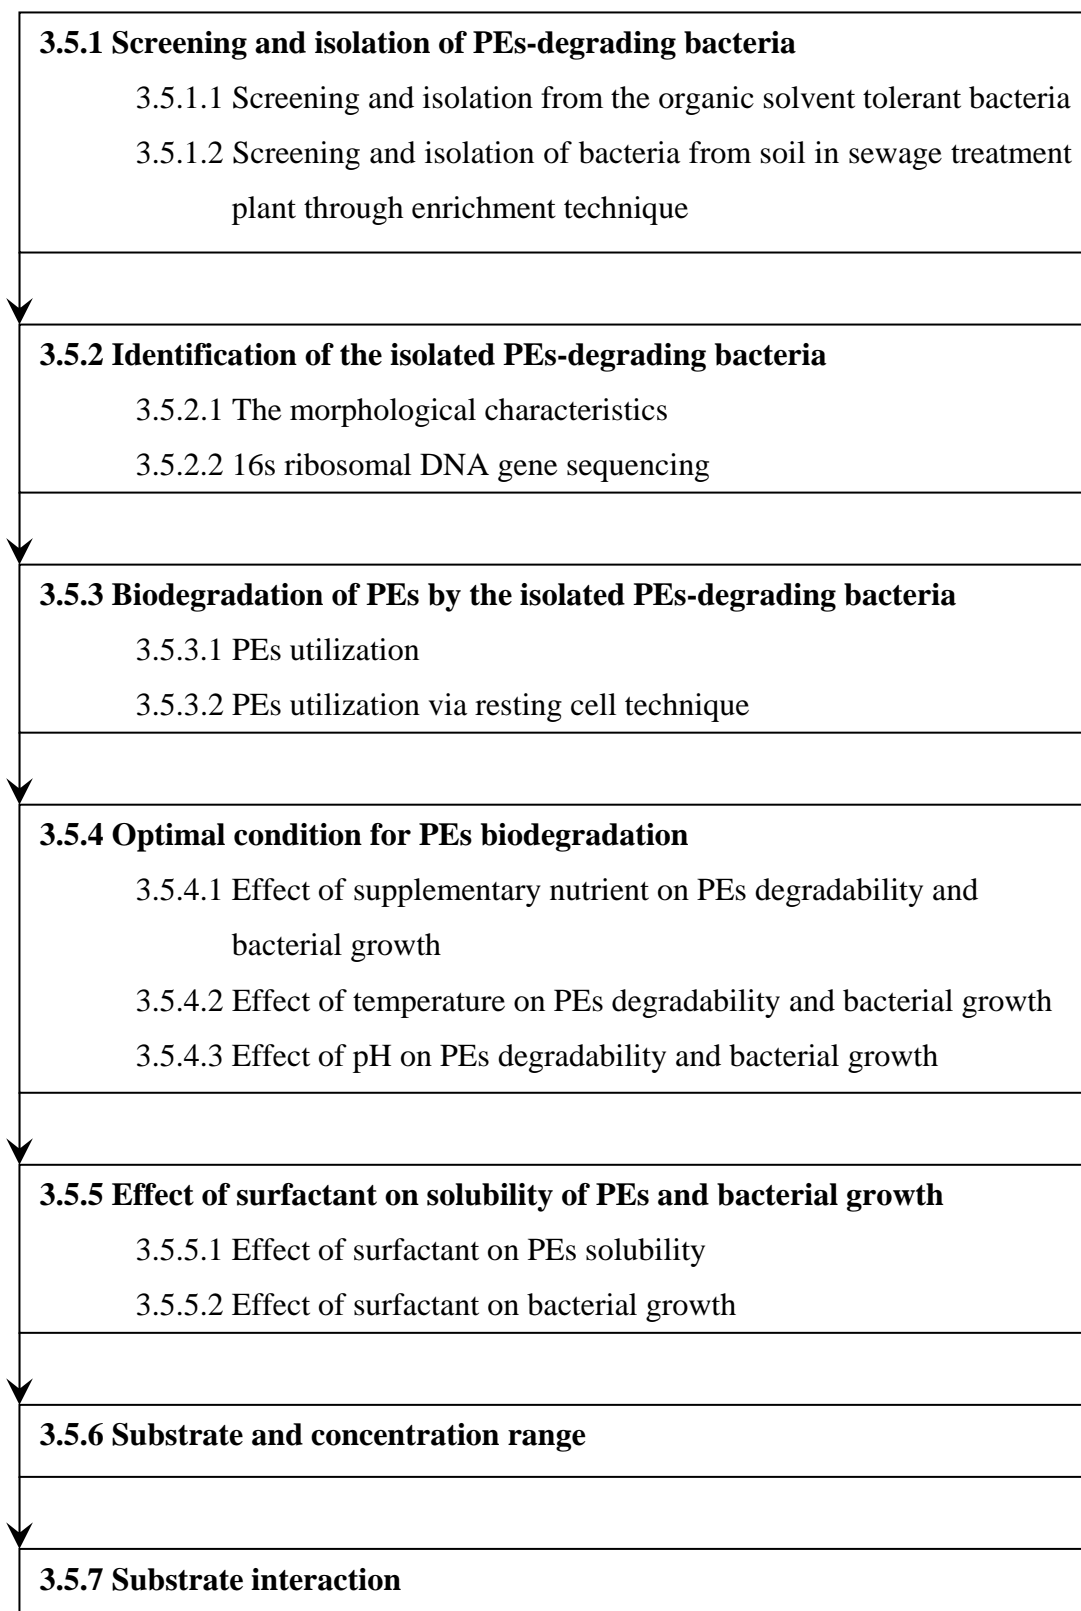 3.5.1 Screening and isolation of PEs-degrading bacteria
3.5.1.1 Screening and isolation from the organic solvent tolerant bacteria
3.5.1.2 Screening and isolation of bacteria from soil in sewage treatment
plant through enrichment technique
3.5.2 Identification of the isolated PEs-degrading bacteria
3.5.2.1 The morphological characteristics
3.5.2.2 16s ribosomal DNA gene sequencing
3.5.3 Biodegradation of PEs by the isolated PEs-degrading bacteria
3.5.3.1 PEs utilization
3.5.3.2 PEs utilization via resting cell technique
3.5.4 Optimal condition for PEs biodegradation
3.5.4.1 Effect of supplementary nutrient on PEs degradability and
bacterial growth
3.5.4.2 Effect of temperature on PEs degradability and bacterial growth
3.5.4.3 Effect of pH on PEs degradability and bacterial growth
3.5.5 Effect of surfactant on solubility of PEs and bacterial growth
3.5.5.1 Effect of surfactant on PEs solubility
3.5.5.2 Effect of surfactant on bacterial growth
3.5.6 Substrate and concentration range
3.5.7 Substrate interaction